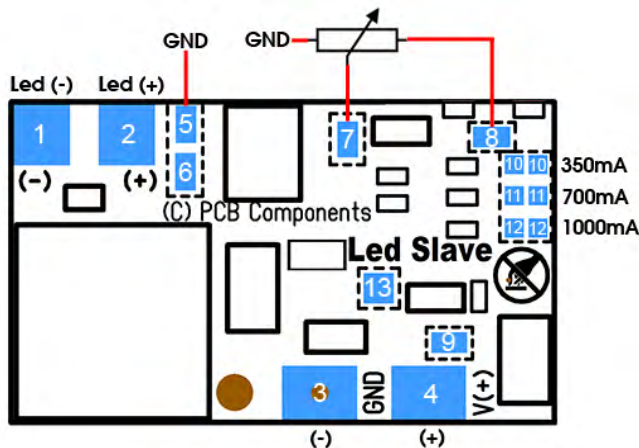 GND
GND
Led (-)
Led (+)
1
2
5
7
8
(-)
(+)
6
10 10
350mA
11 11
700mA
12 12
1000mA
(C) PCB Components
Led Slave
13
9
3
GND
4
V(+)
(-)
(+)